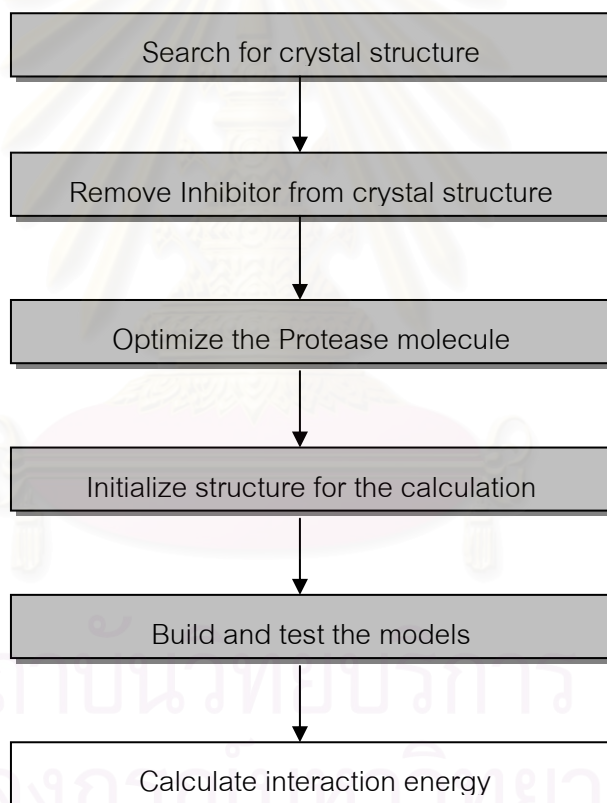 Search for crystal structure
Remove Inhibitor from crystal structure
Optimize the Protease molecule
Initialize structure for the calculation
Build and test the models
Calculate interaction energy